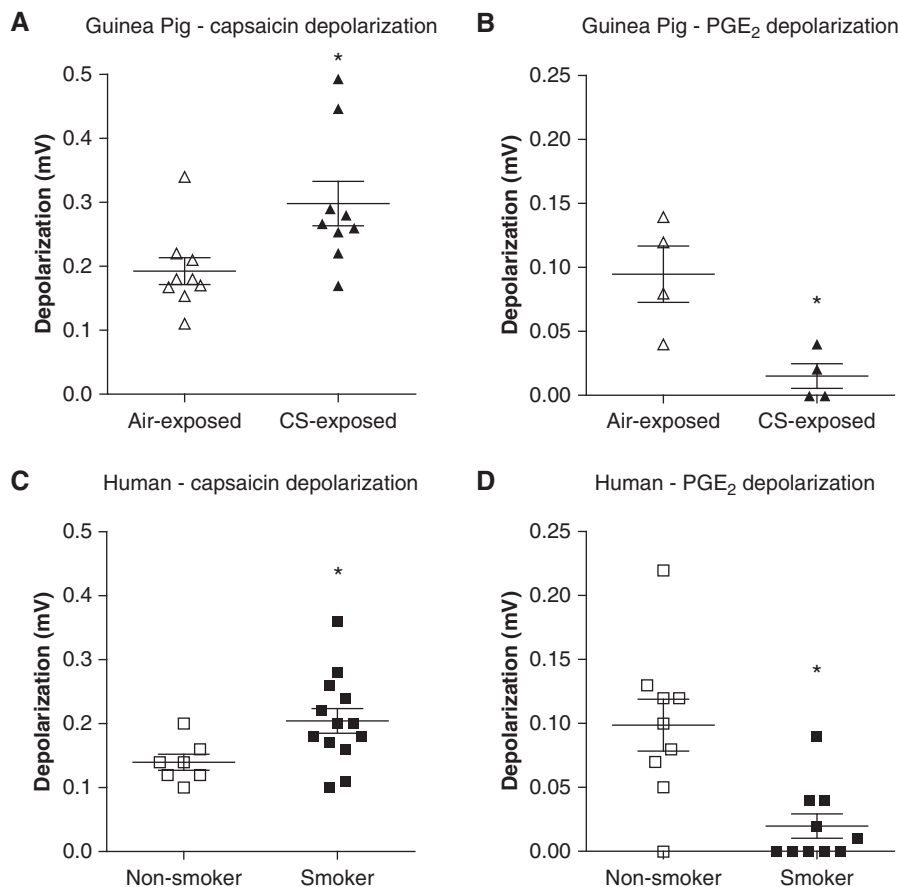 A
Guinea Pig - capsaicin depolarization
*
Depolarization (mV)
0.5
0.4
0.3
0.2
0.1
0.0
Air-exposed
CS-exposed
B
Guinea Pig - PGE₂ depolarization
*
Depolarization (mV)
0.25
0.20
0.15
0.10
0.05
0.00
Air-exposed
CS-exposed
C
Human - capsaicin depolarization
*
Depolarization (mV)
0.5
0.4
0.3
0.2
0.1
0.0
Non-smoker
Smoker
D
Human - PGE₂ depolarization
*
Depolarization (mV)
0.25
0.20
0.15
0.10
0.05
0.00
Non-smoker
Smoker